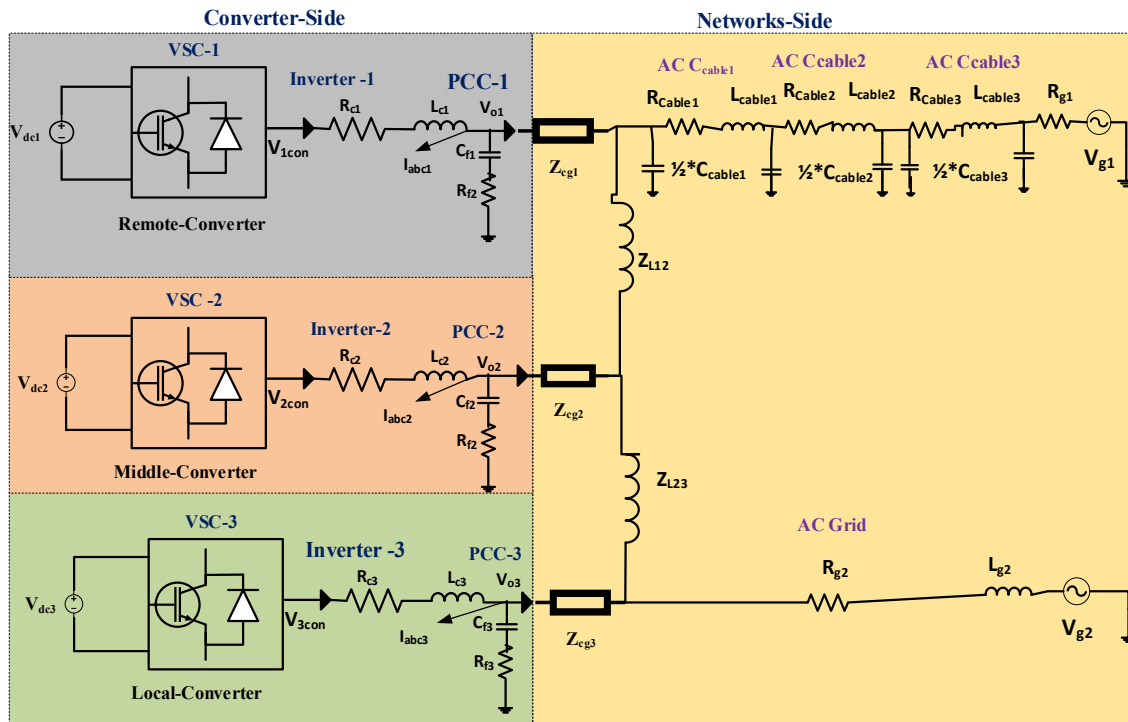 Converter-Side
Networks-Side
VSC-1
Inverter -1
PCC-1
Rc1
Lc1
Vo1
Vdc1
V1con
Iabc1
Cf1
Rf2
Remote-Converter
Zcg1
AC Ccable1
AC Ccable2
AC Ccable3
RCable1
Lcable1
RCable2
Lcable2
RCable3
Lcable3
Rg1
½*Ccable1
½*Ccable2
½*Ccable3
Vg1
ZL12
VSC -2
Inverter-2
PCC-2
Rc2
Lc2
Vo2
Vdc2
V2con
Iabc2
Cf2
Rf2
Middle-Converter
Zcg2
ZL23
VSC-3
Inverter -3
PCC-3
Rc3
Lc3
Vo3
Vdc3
V3con
Iabc3
Cf3
Rf3
Local-Converter
Zcg3
AC Grid
Rg2
Lg2
Vg2